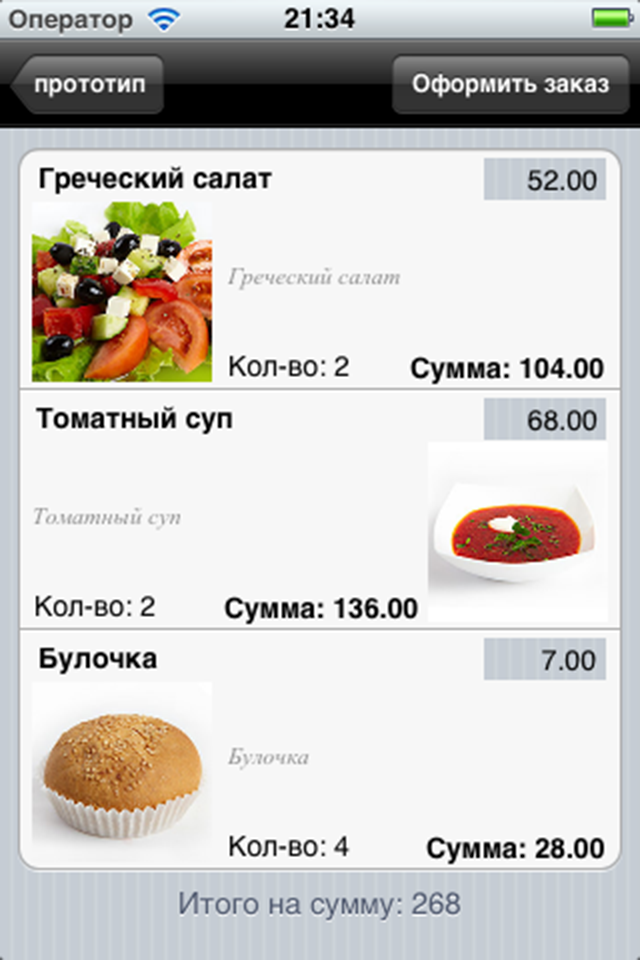 Оператор 21:34
прототип Оформить заказ
Греческий салат 52.00
Греческий салат
Кол-во: 2 Сумма: 104.00
Томатный суп 68.00
Томатный суп
Кол-во: 2 Сумма: 136.00
Булочка 7.00
Булочка
Кол-во: 4 Сумма: 28.00
Итого на сумму: 268